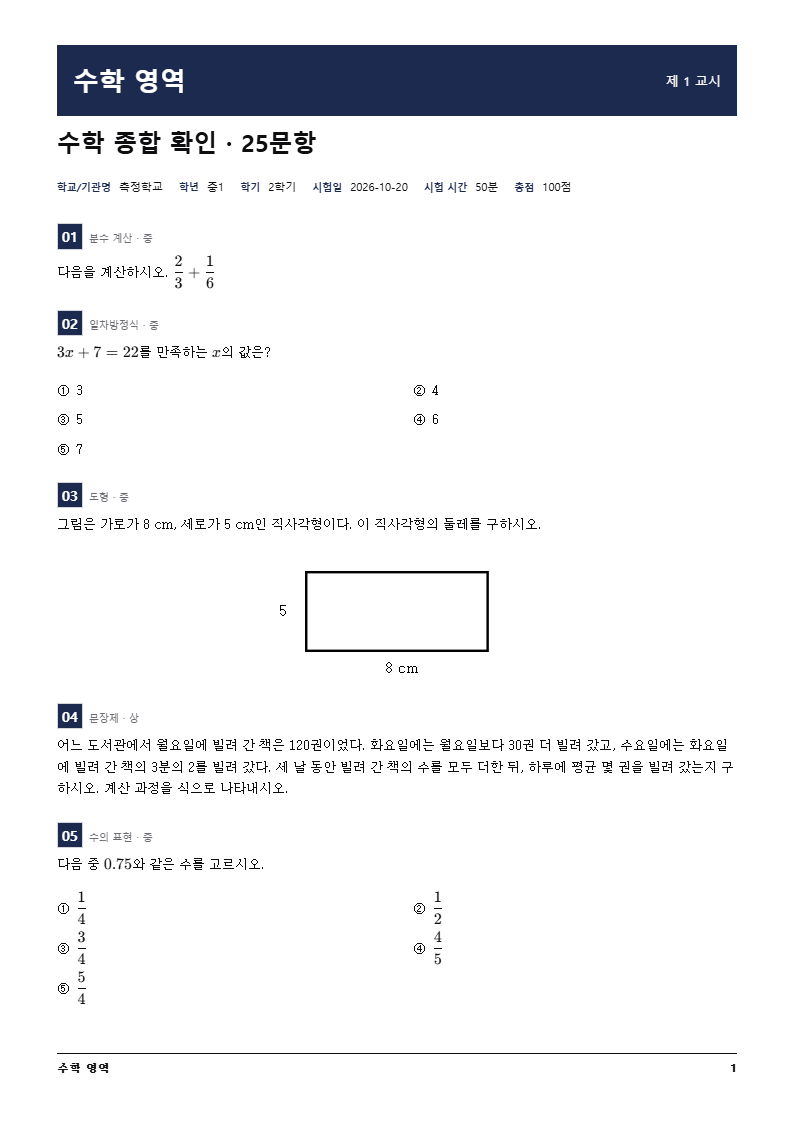 수학 영역
제 1 교시
수학 종합 확인 · 25문항
학교/기관명 측정학교 학년 중1 학기 2학기 시험일 2026-10-20 시험 시간 50분 총점 100점
01 분수 계산 · 중
다음을 계산하시오. 2/3 + 1/6
02 일차방정식 · 중
3x + 7 = 22를 만족하는 x의 값은?
① 3 ② 4
③ 5 ④ 6
⑤ 7
03 도형 · 중
그림은 가로가 8 cm, 세로가 5 cm인 직사각형이다. 이 직사각형의 둘레를 구하시오.
5
8 cm
04 문장제 · 상
어느 도서관에서 월요일에 빌려 간 책은 120권이었다. 화요일에는 월요일보다 30권 더 빌려 갔고, 수요일에는 화요일
에 빌려 간 책의 3분의 2를 빌려 갔다. 세 날 동안 빌려 간 책의 수를 모두 더한 뒤, 하루에 평균 몇 권을 빌려 갔는지 구
하시오. 계산 과정을 식으로 나타내시오.
05 수의 표현 · 중
다음 중 0.75와 같은 수를 고르시오.
① 1/4 ② 1/2
③ 3/4 ④ 4/5
⑤ 5/4
수학 영역 1